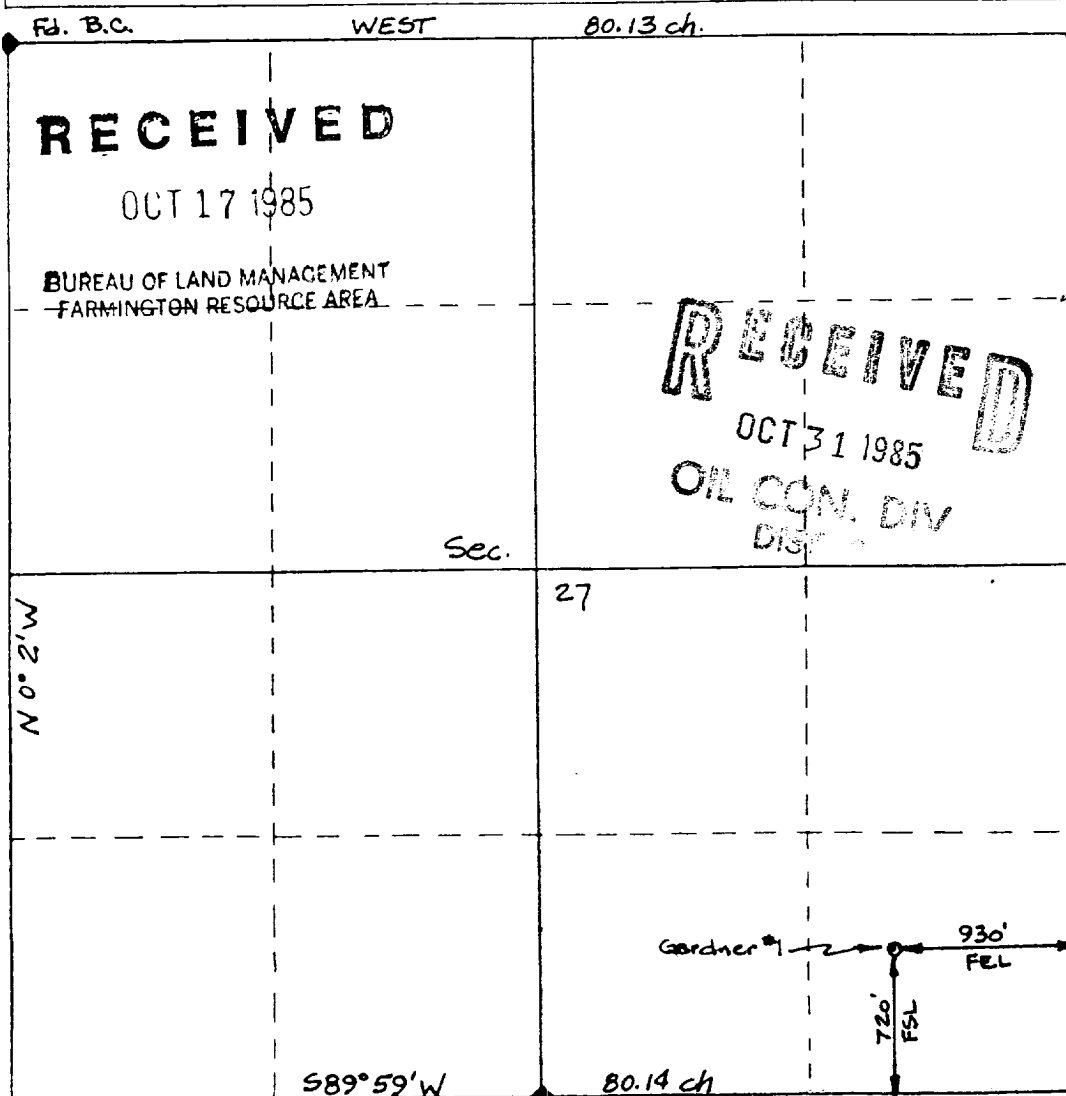 Fd. B.C. WEST 80.13 ch.
RECEIVED
OCT 17 1985
BUREAU OF LAND MANAGEMENT
FARMINGTON RESOURCE AREA
RECEIVED
OCT 31 1985
OIL CON. DIV
Sec.
27
N 0° 2' W
Gardner #1
930'
FEL
720'
FSL
S89°59'W 80.14 ch